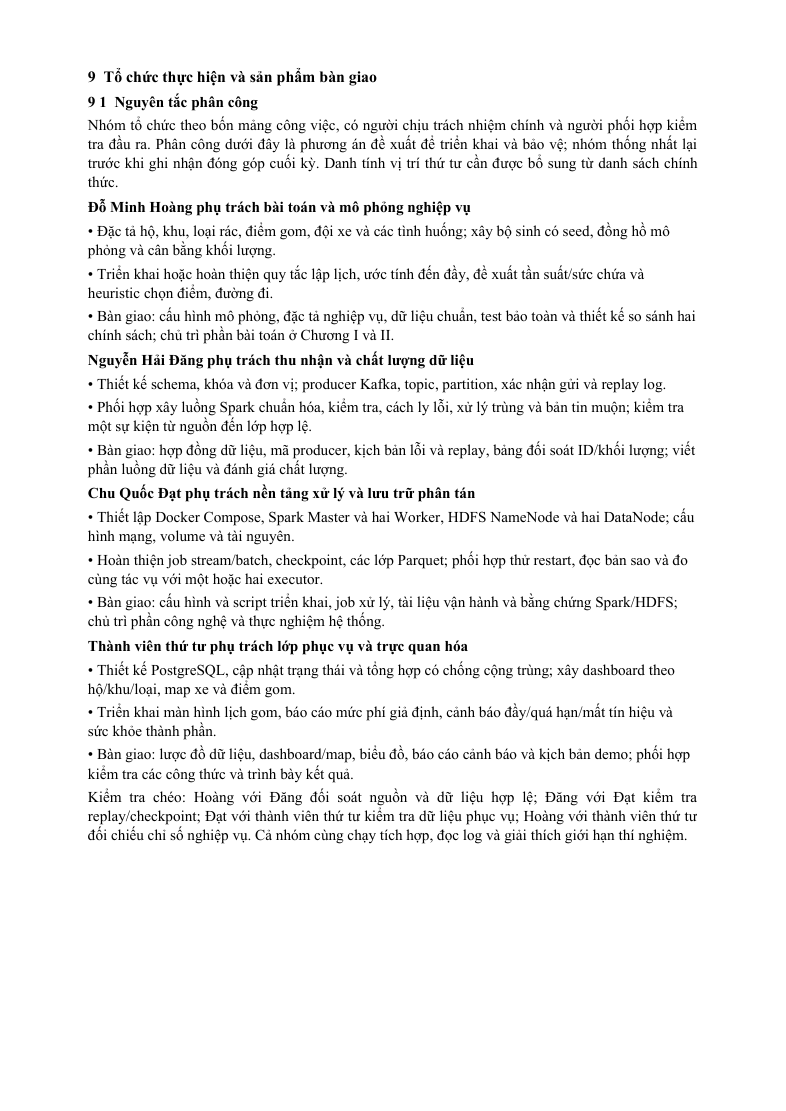 9 Tổ chức thực hiện và sản phẩm bàn giao
9 1 Nguyên tắc phân công
Nhóm tổ chức theo bốn mảng công việc, có người chịu trách nhiệm chính và người phối hợp kiểm
tra đầu ra. Phân công dưới đây là phương án đề xuất để triển khai và bảo vệ; nhóm thống nhất lại
trước khi ghi nhận đóng góp cuối kỳ. Danh tính vị trí thứ tư cần được bổ sung từ danh sách chính
thức.
Đỗ Minh Hoàng phụ trách bài toán và mô phỏng nghiệp vụ
• Đặc tả hộ, khu, loại rác, điểm gom, đội xe và các tình huống; xây bộ sinh có seed, đồng hồ mô
phỏng và cân bằng khối lượng.
• Triển khai hoặc hoàn thiện quy tắc lập lịch, ước tính đến đầy, đề xuất tần suất/sức chứa và
heuristic chọn điểm, đường đi.
• Bàn giao: cấu hình mô phỏng, đặc tả nghiệp vụ, dữ liệu chuẩn, test bảo toàn và thiết kế so sánh hai
chính sách; chủ trì phần bài toán ở Chương I và II.
Nguyễn Hải Đăng phụ trách thu nhận và chất lượng dữ liệu
• Thiết kế schema, khóa và đơn vị; producer Kafka, topic, partition, xác nhận gửi và replay log.
• Phối hợp xây luồng Spark chuẩn hóa, kiểm tra, cách ly lỗi, xử lý trùng và bản tin muộn; kiểm tra
một sự kiện từ nguồn đến lớp hợp lệ.
• Bàn giao: hợp đồng dữ liệu, mã producer, kịch bản lỗi và replay, bảng đối soát ID/khối lượng; viết
phần luồng dữ liệu và đánh giá chất lượng.
Chu Quốc Đạt phụ trách nền tảng xử lý và lưu trữ phân tán
• Thiết lập Docker Compose, Spark Master và hai Worker, HDFS NameNode và hai DataNode; cấu
hình mạng, volume và tài nguyên.
• Hoàn thiện job stream/batch, checkpoint, các lớp Parquet; phối hợp thử restart, đọc bản sao và đo
cùng tác vụ với một hoặc hai executor.
• Bàn giao: cấu hình và script triển khai, job xử lý, tài liệu vận hành và bằng chứng Spark/HDFS;
chủ trì phần công nghệ và thực nghiệm hệ thống.
Thành viên thứ tư phụ trách lớp phục vụ và trực quan hóa
• Thiết kế PostgreSQL, cập nhật trạng thái và tổng hợp có chống cộng trùng; xây dashboard theo
hộ/khu/loại, map xe và điểm gom.
• Triển khai màn hình lịch gom, báo cáo mức phí giả định, cảnh báo đầy/quá hạn/mất tín hiệu và
sức khỏe thành phần.
• Bàn giao: lược đồ dữ liệu, dashboard/map, biểu đồ, báo cáo cảnh báo và kịch bản demo; phối hợp
kiểm tra các công thức và trình bày kết quả.
Kiểm tra chéo: Hoàng với Đăng đối soát nguồn và dữ liệu hợp lệ; Đăng với Đạt kiểm tra
replay/checkpoint; Đạt với thành viên thứ tư kiểm tra dữ liệu phục vụ; Hoàng với thành viên thứ tư
đối chiếu chỉ số nghiệp vụ. Cả nhóm cùng chạy tích hợp, đọc log và giải thích giới hạn thí nghiệm.